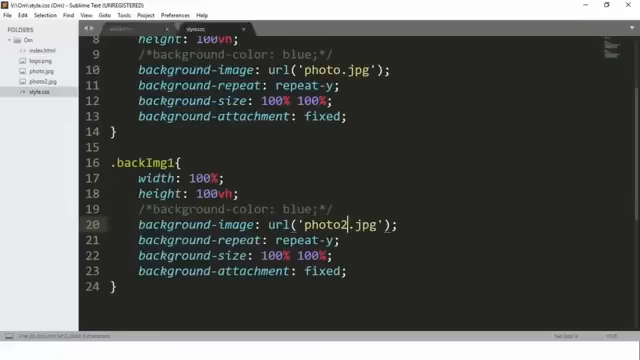 V:\Om\style.css (Om) - Sublime Text (UNREGISTERED)
File Edit Selection Find View Goto Tools Project Preferences Help
FOLDERS
Om
index.html
logo.png
photo.jpg
photo2.jpg
style.css
style.css
8 height: 100vh;
9 /*background-color: blue;*/
10 background-image: url('photo.jpg');
11 background-repeat: repeat-y;
12 background-size: 100% 100%;
13 background-attachment: fixed;
14 }
15
16 .backImg1{
17 width: 100%;
18 height: 100vh;
19 /*background-color: blue;*/
20 background-image: url('photo2.jpg');
21 background-repeat: repeat-y;
22 background-size: 100% 100%;
23 background-attachment: fixed;
24 }